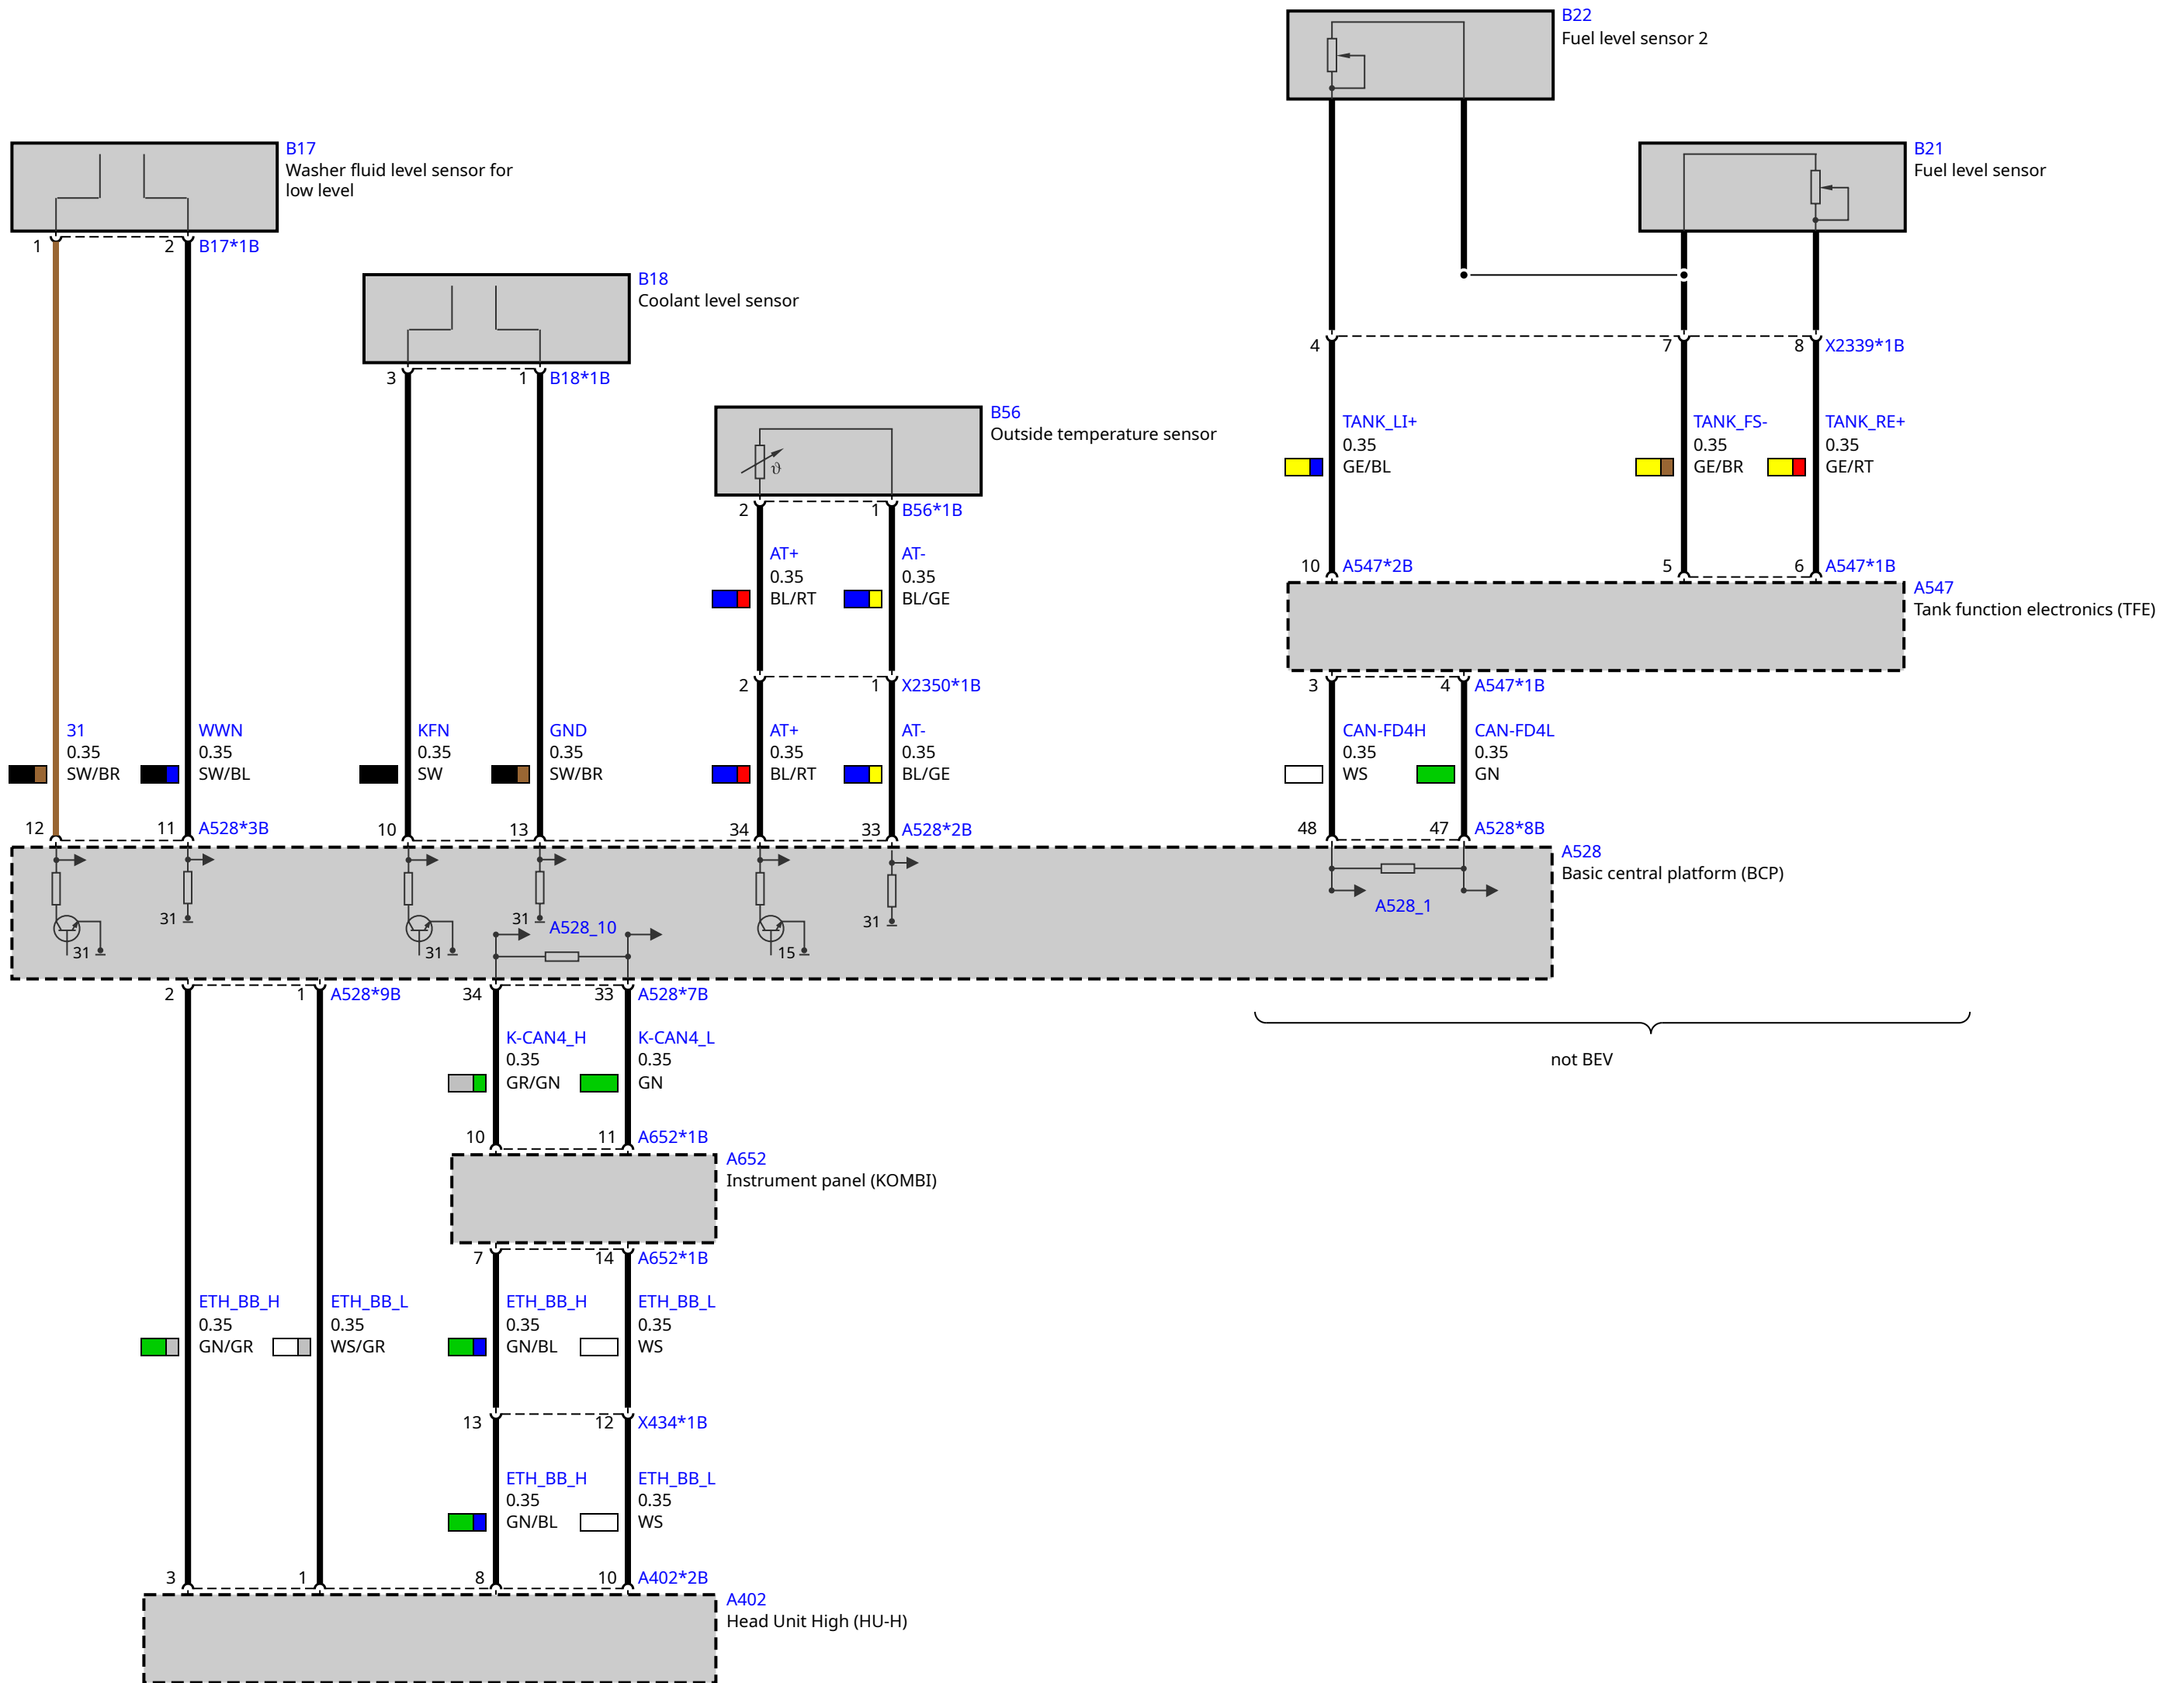 B22
Fuel level sensor 2
B17
Washer fluid level sensor for
low level
B21
Fuel level sensor
1 2 B17*1B
B18
Coolant level sensor
4 7 8 X2339*1B
3 1 B18*1B
B56
Outside temperature sensor
ϑ
TANK_LI+ TANK_FS- TANK_RE+
0.35 0.35 0.35
GE/BL GE/BR GE/RT
2 1 B56*1B
AT+ AT-
0.35 0.35
BL/RT BL/GE
10 A547*2B 5 6 A547*1B
A547
Tank function electronics (TFE)
2 1 X2350*1B
3 4 A547*1B
31 WWN KFN GND AT+ AT- CAN-FD4H CAN-FD4L
0.35 0.35 0.35 0.35 0.35 0.35 0.35 0.35
SW/BR SW/BL SW SW/BR BL/RT BL/GE WS GN
12 11 A528*3B 10 13 34 33 A528*2B 48 47 A528*8B
A528
Basic central platform (BCP)
A528_1
31 31 31
A528_10
31 31 15
2 1 A528*9B 34 33 A528*7B
K-CAN4_H K-CAN4_L
0.35 0.35
GR/GN GN
not BEV
10 11 A652*1B
A652
Instrument panel (KOMBI)
7 14 A652*1B
ETH_BB_H ETH_BB_L ETH_BB_H ETH_BB_L
0.35 0.35 0.35 0.35
GN/GR WS/GR GN/BL WS
13 12 X434*1B
ETH_BB_H ETH_BB_L
0.35 0.35
GN/BL WS
3 1 8 10 A402*2B
A402
Head Unit High (HU-H)